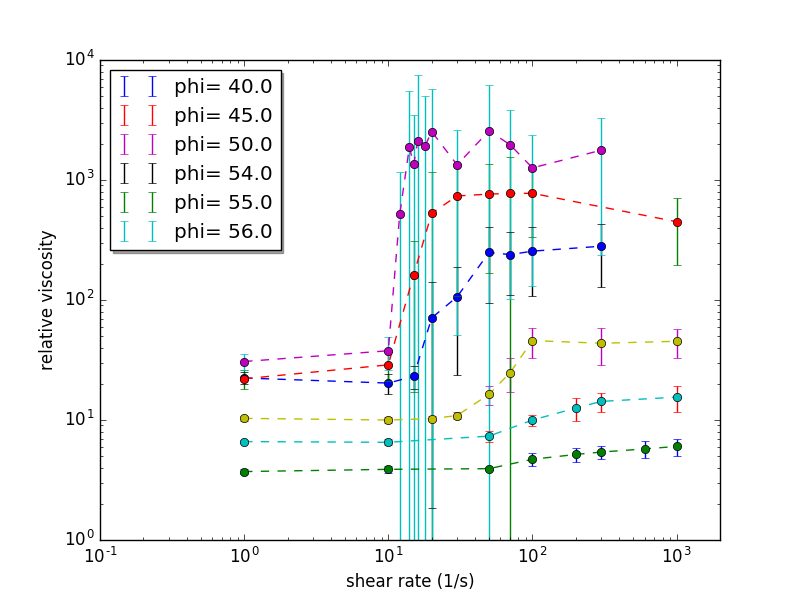 10^4
10^3
10^2
10^1
10^0
relative viscosity
phi= 40.0
phi= 45.0
phi= 50.0
phi= 54.0
phi= 55.0
phi= 56.0
10^-1 10^0 10^1 10^2 10^3
shear rate (1/s)